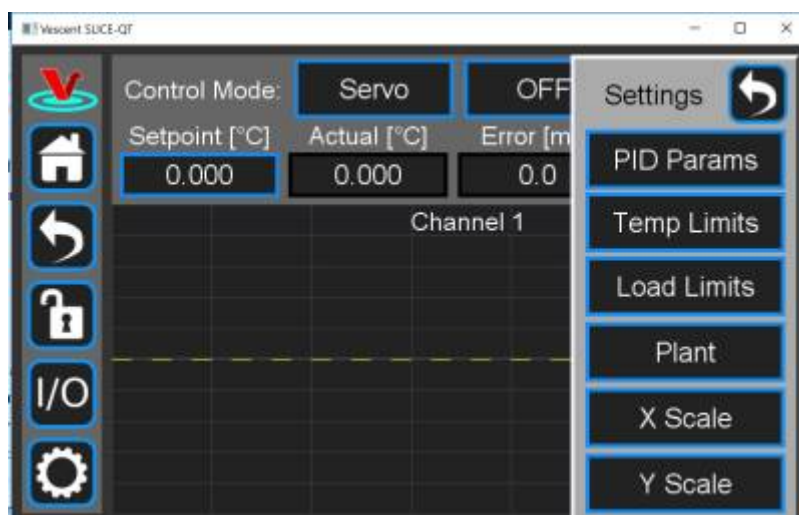 Vescent SLICE-QT
Control Mode: Servo OFF
Setpoint [°C] Actual [°C] Error [m
0.000 0.000 0.0
Channel 1
I/O
Settings
PID Params
Temp Limits
Load Limits
Plant
X Scale
Y Scale